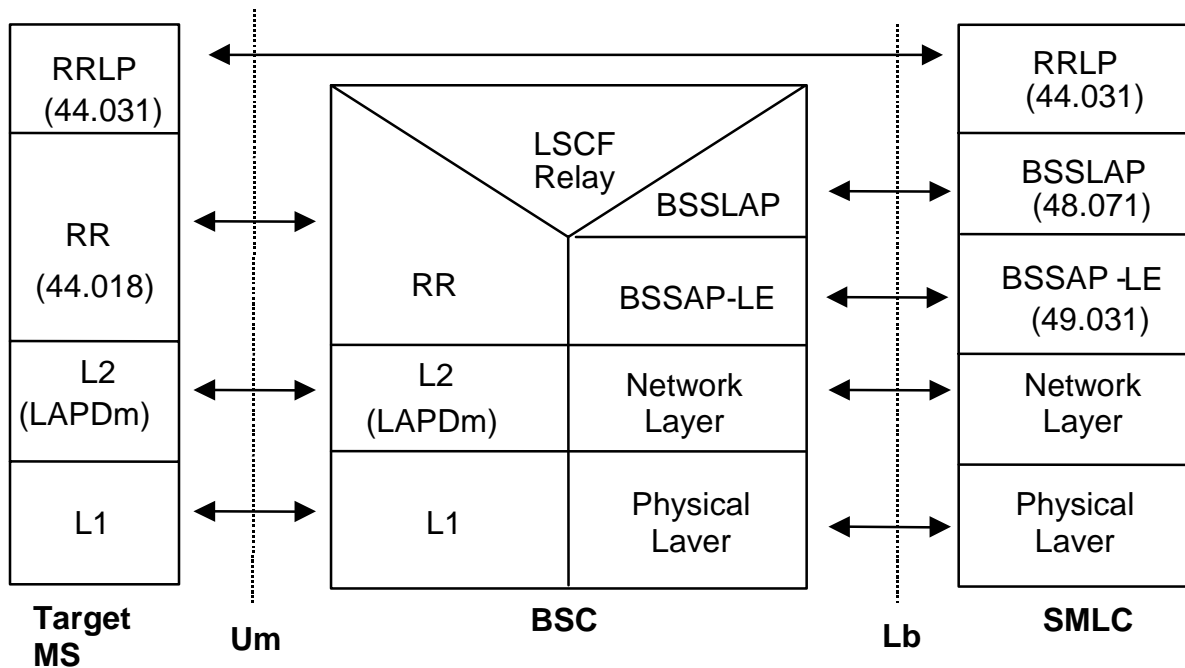 RRLP
(44.031)
RR
(44.018)
L2
(LAPDm)
L1
Target
MS
Um
LSCF
Relay
BSSLAP
RR
BSSAP-LE
L2
(LAPDm)
Network
Layer
L1
Physical
Laver
BSC
Lb
RRLP
(44.031)
BSSLAP
(48.071)
BSSAP -LE
(49.031)
Network
Layer
Physical
Laver
SMLC